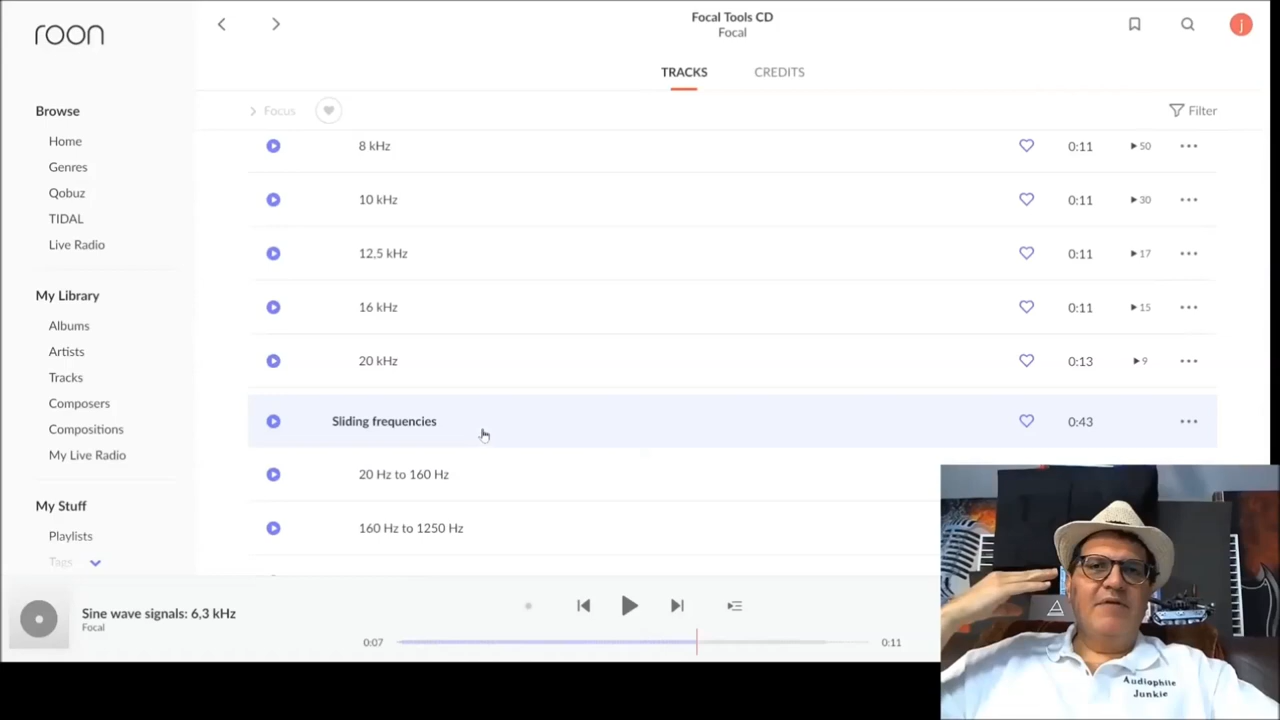 roon
Focal Tools CD
Focal
j
TRACKS
CREDITS
Focus
Filter
Browse
Home
Genres
Qobuz
TIDAL
Live Radio
My Library
Albums
Artists
Tracks
Composers
Compositions
My Live Radio
My Stuff
Playlists
Tags
8 kHz 0:11 50
10 kHz 0:11 30
12,5 kHz 0:11 17
16 kHz 0:11 15
20 kHz 0:13 9
Sliding frequencies 0:43
20 Hz to 160 Hz
160 Hz to 1250 Hz
Sine wave signals: 6,3 kHz
Focal
0:07
0:11
Audiophile
Junkie